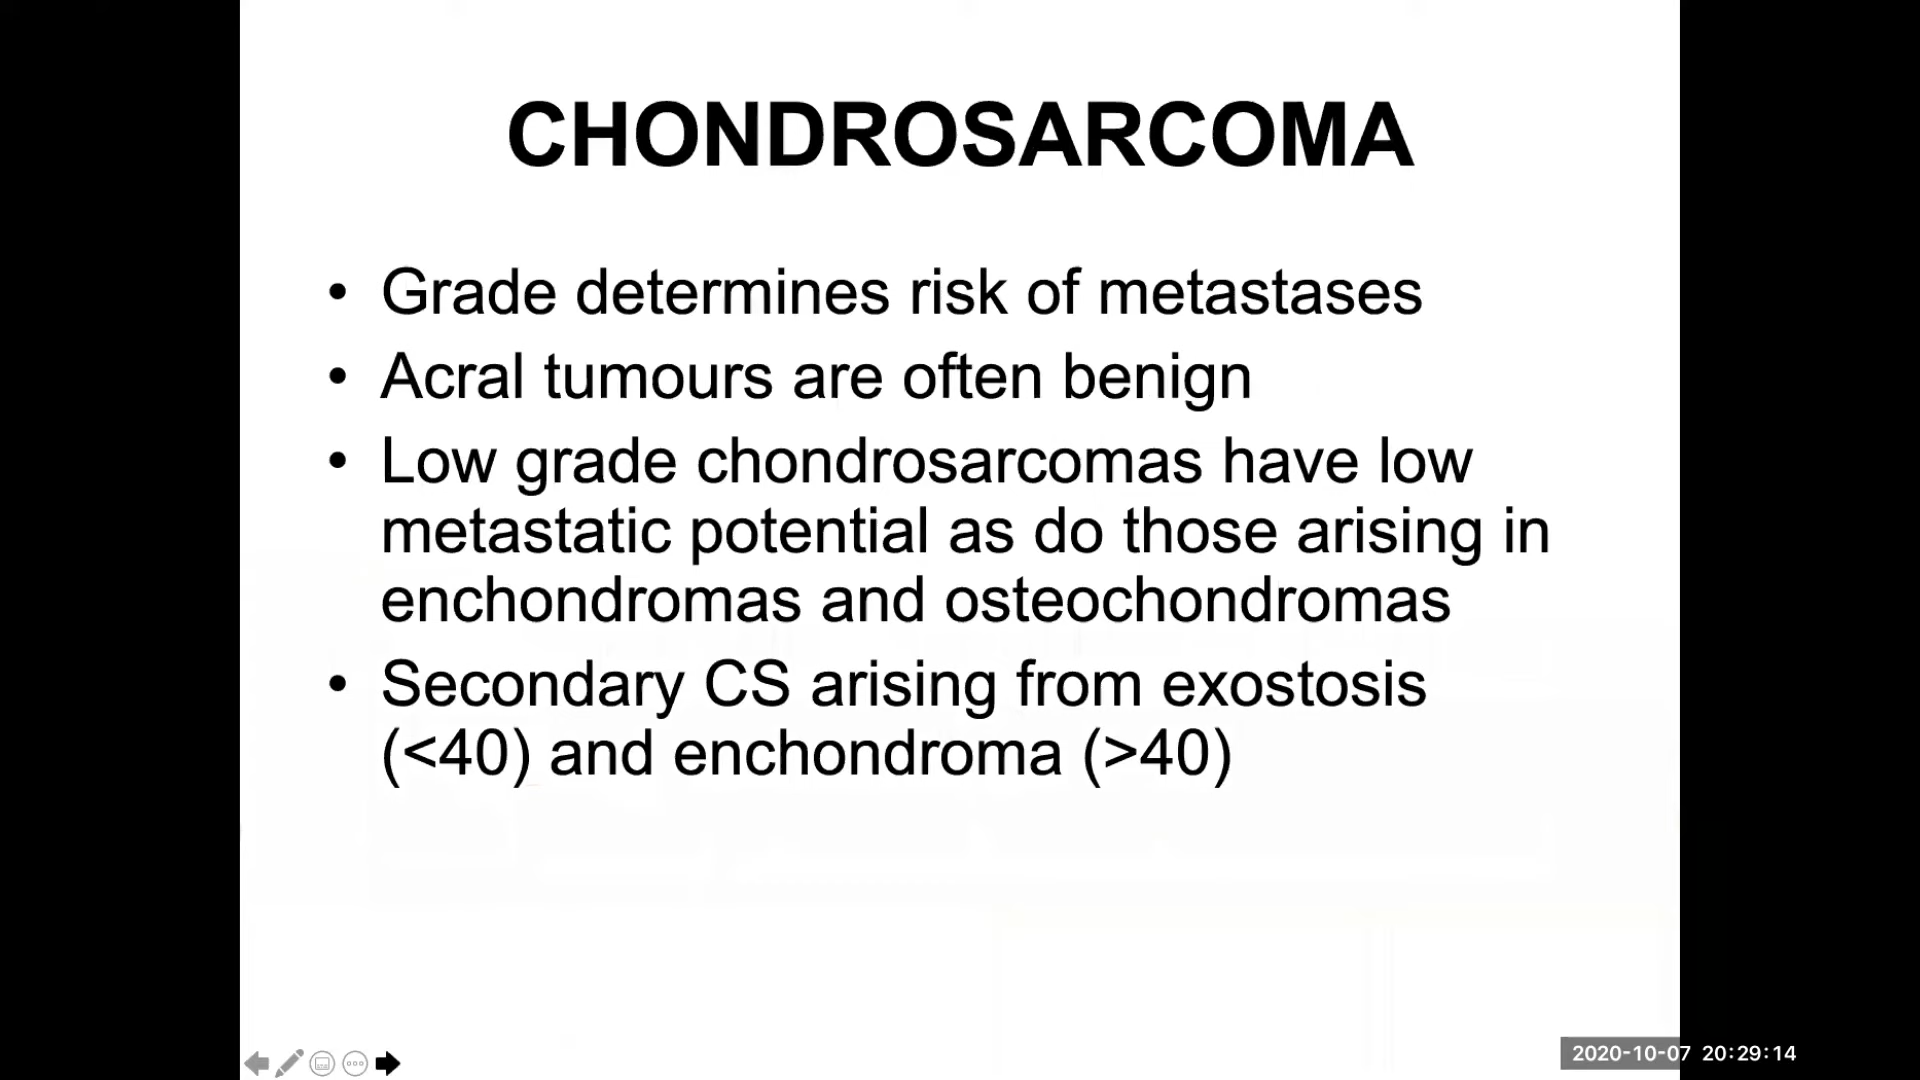 CHONDROSARCOMA
• Grade determines risk of metastases
• Acral tumours are often benign
• Low grade chondrosarcomas have low
metastatic potential as do those arising in
enchondromas and osteochondromas
• Secondary CS arising from exostosis
(<40) and enchondroma (>40)
2020-10-07 20:29:14